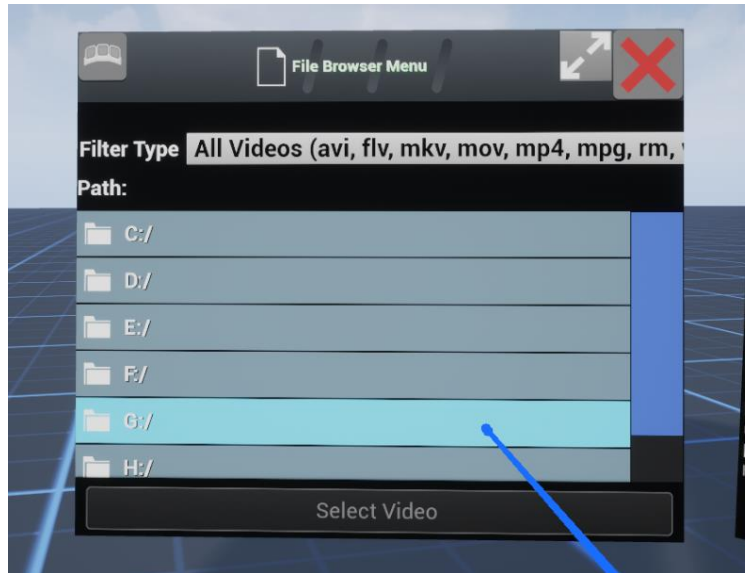 File Browser Menu
Filter Type All Videos (avi, flv, mkv, mov, mp4, mpg, rm,
Path:
C:/
D:/
E:/
F:/
G:/
H:/
Select Video